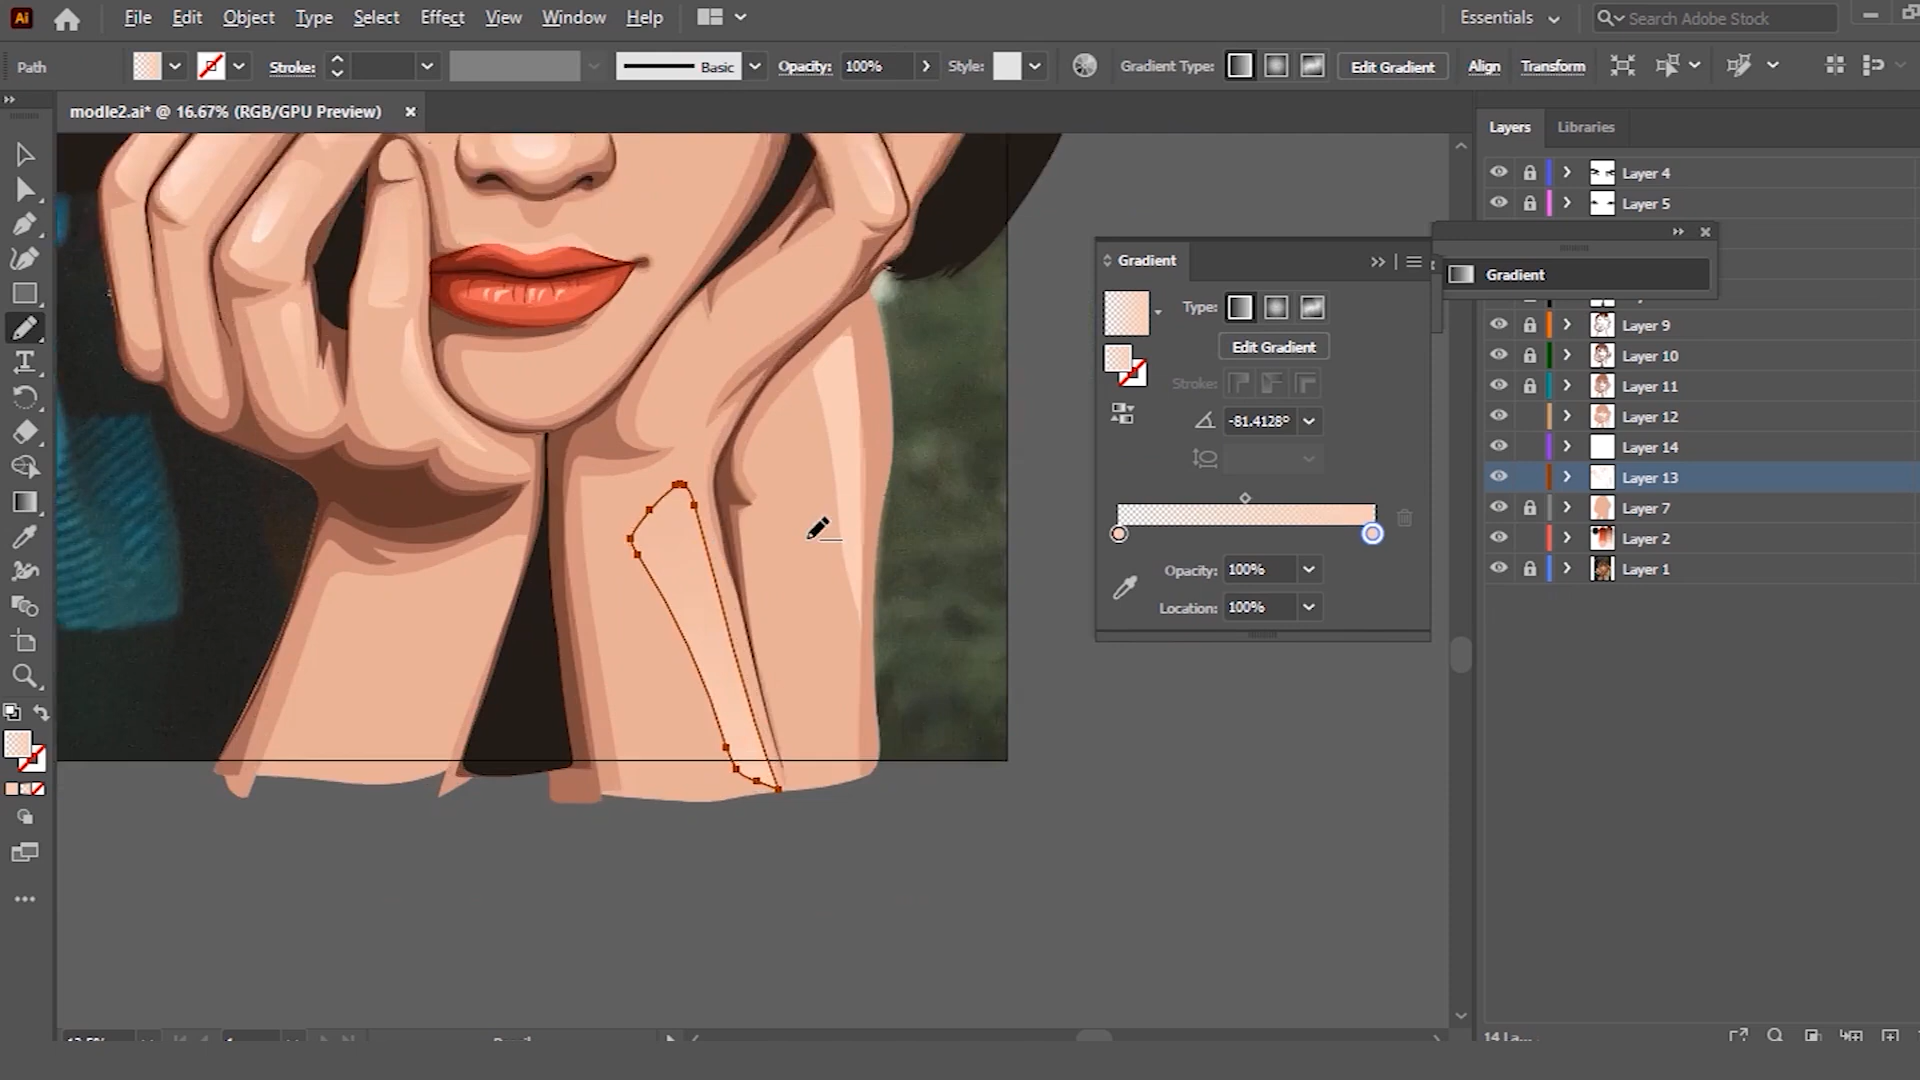 Ai File Edit Object Type Select Effect View Window Help Essentials Search Adobe Stock
Path Stroke: Basic Opacity: 100% Style: Gradient Type: Edit Gradient Align Transform
modle2.ai* @ 16.67% (RGB/GPU Preview)
Layers Libraries
Layer 4
Layer 5
Gradient
Layer 9
Layer 10
Layer 11
Layer 12
Layer 14
Layer 13
Layer 7
Layer 2
Layer 1
Gradient
Type:
Edit Gradient
Stroke:
-81.4128°
Opacity: 100%
Location: 100%